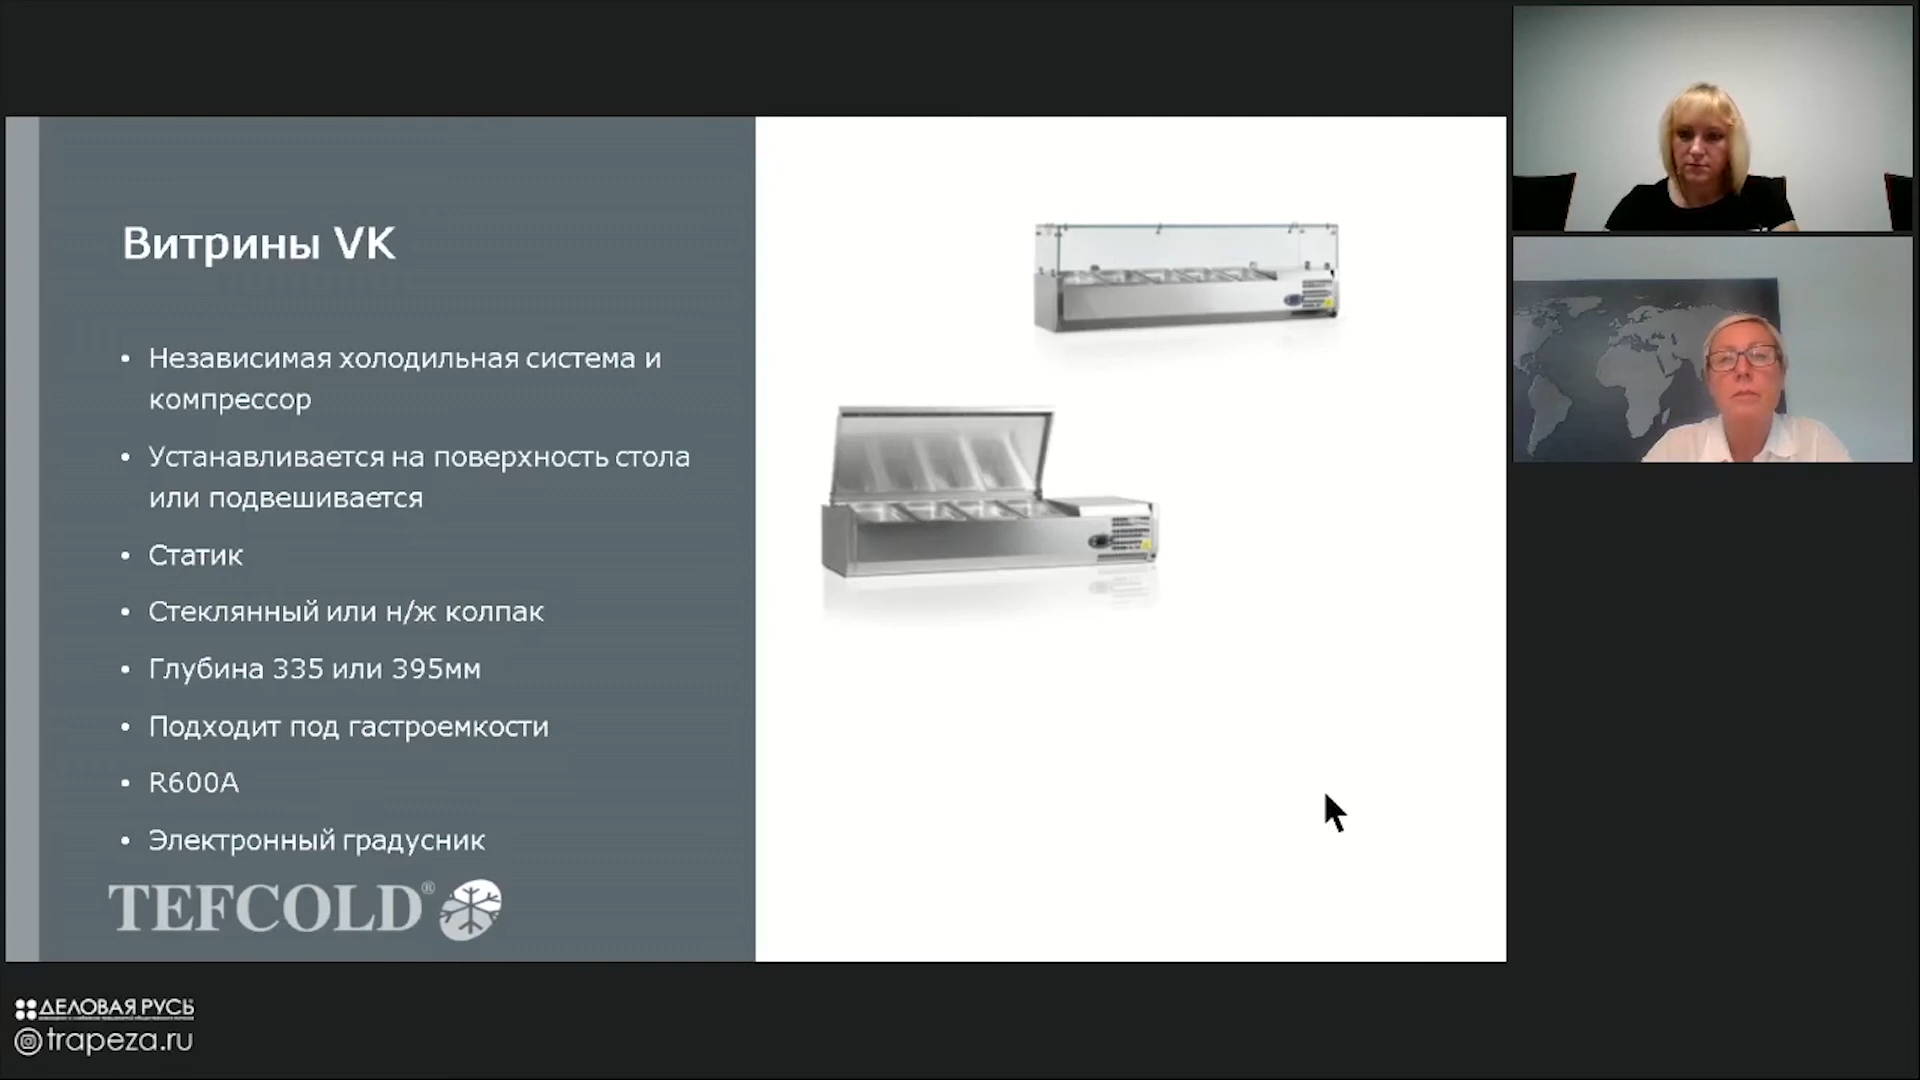 Витрины VK
• Независимая холодильная система и
компрессор
• Устанавливается на поверхность стола
или подвешивается
• Статик
• Стеклянный или н/ж колпак
• Глубина 335 или 395мм
• Подходит под гастроемкости
• R600A
• Электронный градусник
TEFCOLD®
ДЕЛОВАЯ РУСЬ
trapeza.ru